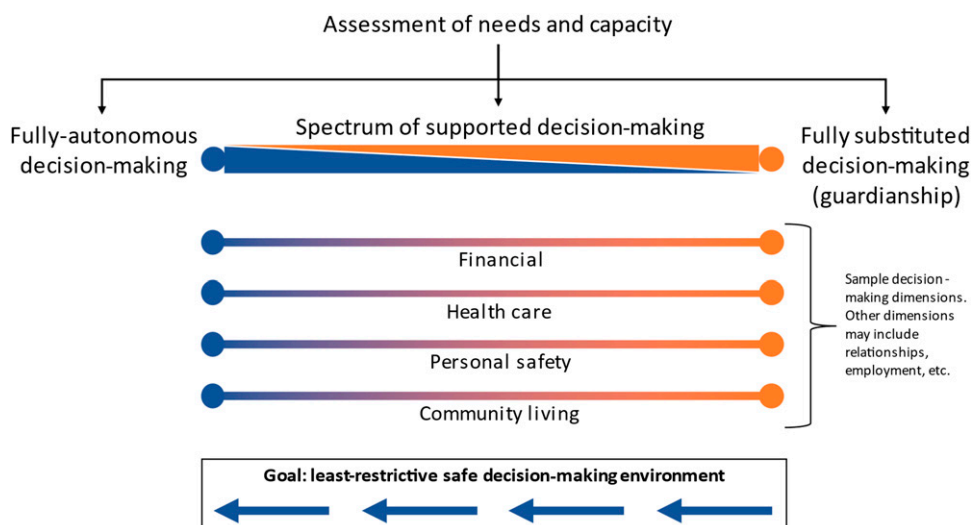 Assessment of needs and capacity
Fully-autonomous
decision-making
Spectrum of supported decision-making
Fully substituted
decision-making
(guardianship)
Financial
Health care
Personal safety
Community living
Sample decision-
making dimensions.
Other dimensions
may include
relationships,
employment, etc.
Goal: least-restrictive safe decision-making environment